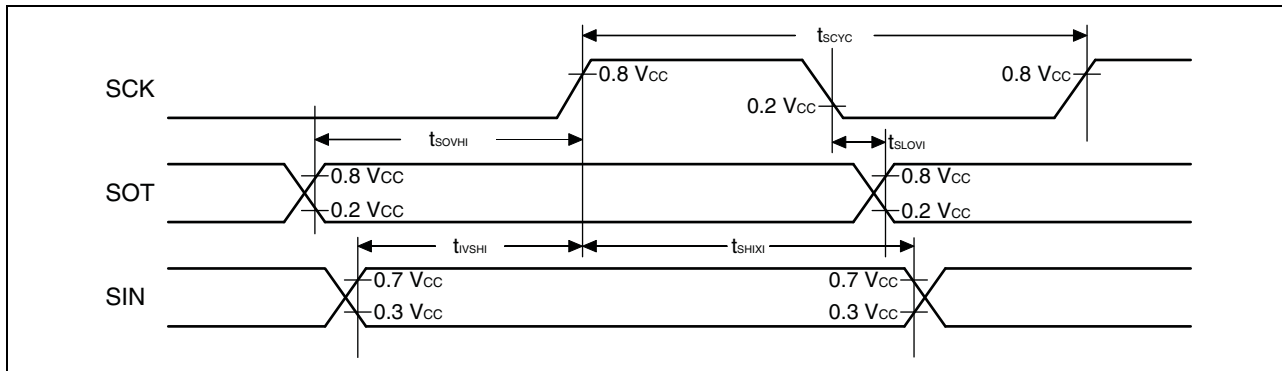 tSCYC
SCK
0.8 VCC
0.8 VCC
0.2 VCC
tSOVHI
tSLOVI
SOT
0.8 VCC
0.8 VCC
0.2 VCC
0.2 VCC
tIVSHI
tSHIXI
SIN
0.7 VCC
0.7 VCC
0.3 VCC
0.3 VCC